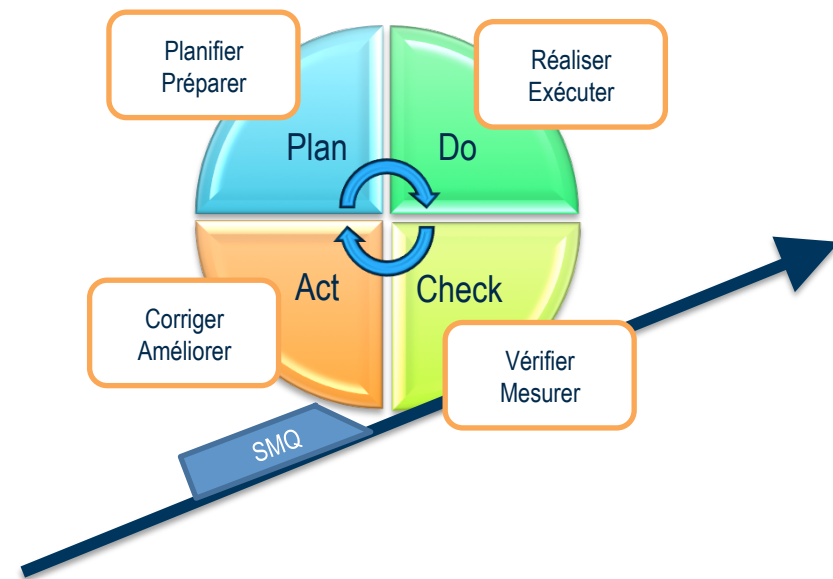 Planifier
Préparer
Réaliser
Exécuter
Plan
Do
Act
Check
Corriger
Améliorer
Vérifier
Mesurer
SMQ